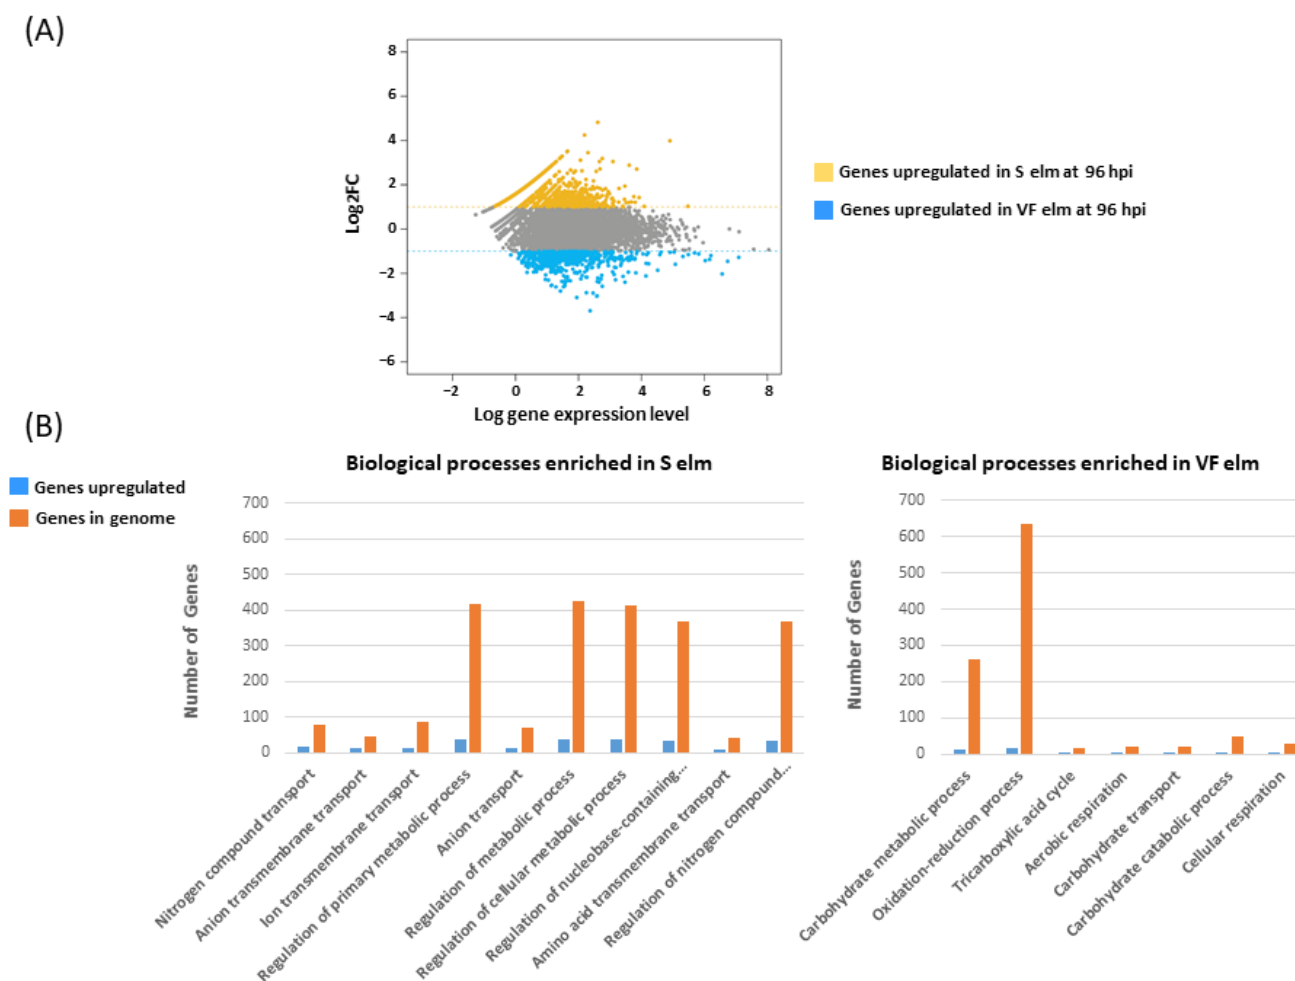 (A)
8
6
4
2
0
−2
−4
−6
Log2FC
−2 0 2 4 6 8
Log gene expression level
Genes upregulated in S elm at 96 hpi
Genes upregulated in VF elm at 96 hpi
(B)
Genes upregulated
Genes in genome
Biological processes enriched in S elm
700
600
500
400
300
200
100
0
Number of Genes
Nitrogen compound transport
Anion transmembrane transport
Ion transmembrane transport
Regulation of primary metabolic process
Anion transport
Regulation of metabolic process
Regulation of cellular metabolic process
Regulation of nucleobase-containing...
Amino acid transmembrane transport
Regulation of nitrogen compound...
Biological processes enriched in VF elm
700
600
500
400
300
200
100
0
Number of Genes
Carbohydrate metabolic process
Oxidation-reduction process
Tricarboxylic acid cycle
Aerobic respiration
Carbohydrate transport
Carbohydrate catabolic process
Cellular respiration